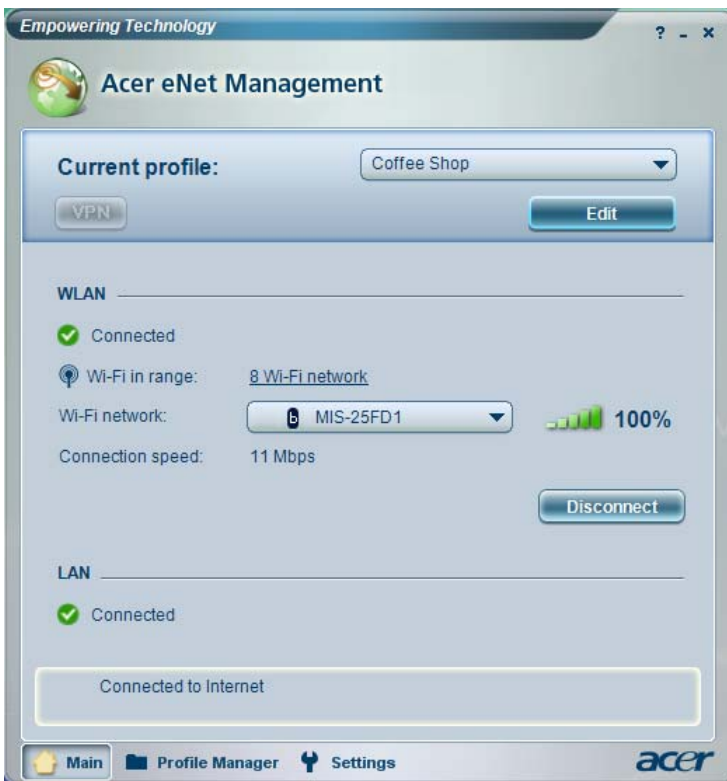 Empowering Technology
? - x
Acer eNet Management
Current profile:
Coffee Shop
VPN
Edit
WLAN
Connected
Wi-Fi in range: 8 Wi-Fi network
Wi-Fi network: b MIS-25FD1 100%
Connection speed: 11 Mbps
Disconnect
LAN
Connected
Connected to Internet
Main Profile Manager Settings acer